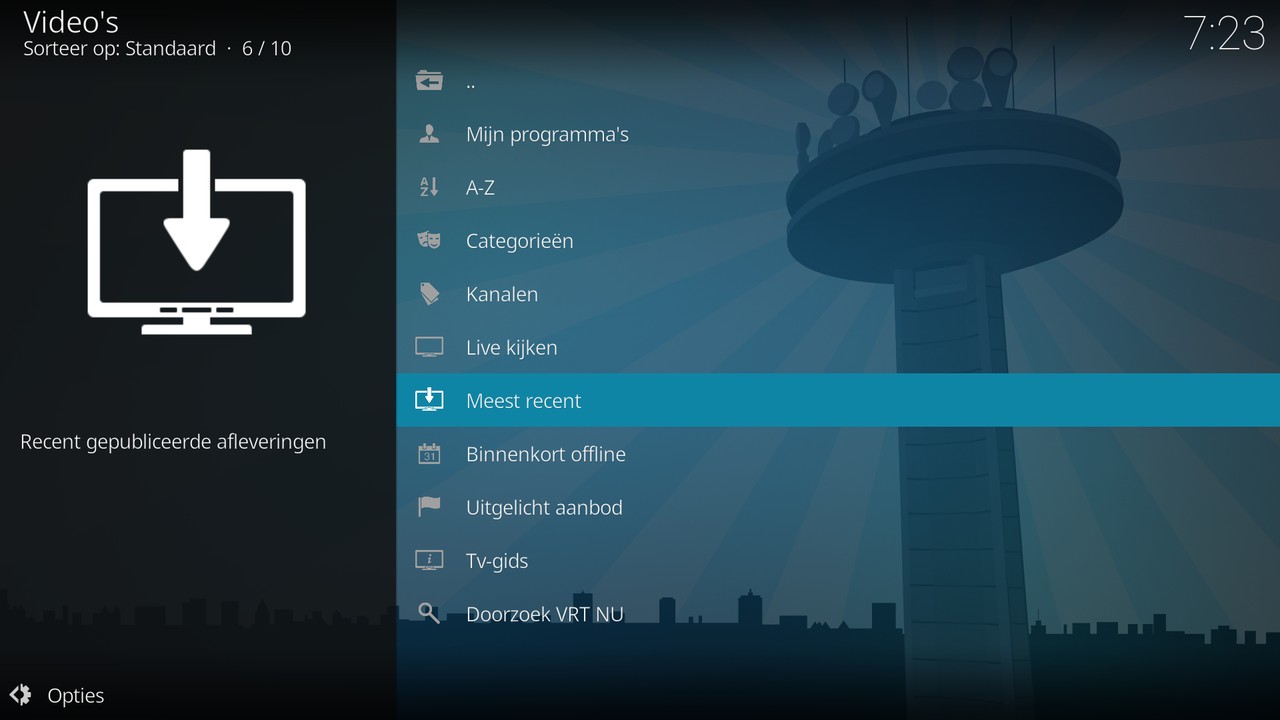 Video's
Sorteer op: Standaard · 6 / 10
7:23
..
Mijn programma's
A-Z
Categorieën
Kanalen
Live kijken
Meest recent
Binnenkort offline
Uitgelicht aanbod
Tv-gids
Doorzoek VRT NU
Recent gepubliceerde afleveringen
Opties